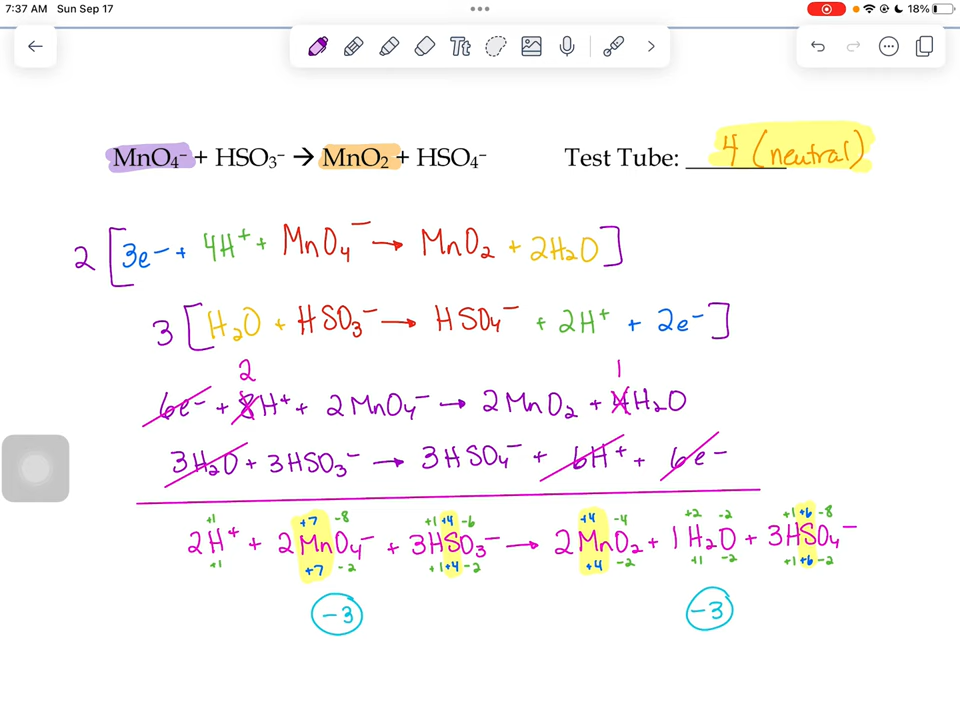 7:37 AM Sun Sep 17 18%
Tt
MnO₄⁻ + HSO₃⁻ → MnO₂ + HSO₄⁻ Test Tube: 4 (neutral)
2 [3e⁻ + 4H⁺ + MnO₄⁻ → MnO₂ + 2H₂O]
3 [H₂O + HSO₃⁻ → HSO₄⁻ + 2H⁺ + 2e⁻]
2 1
6e⁻ + 8H⁺ + 2MnO₄⁻ → 2MnO₂ + 4H₂O
3H₂O + 3HSO₃⁻ → 3HSO₄⁻ + 6H⁺ + 6e⁻
+1 +7 -8 +1 +4 -6 +4 -4 +2 -2 +1 +6 -8
2H⁺ + 2MnO₄⁻ + 3HSO₃⁻ → 2MnO₂ + 1H₂O + 3HSO₄⁻
+1 +7 -2 +1 +4 -2 +4 -2 +1 -2 +1 +6 -2
-3 -3